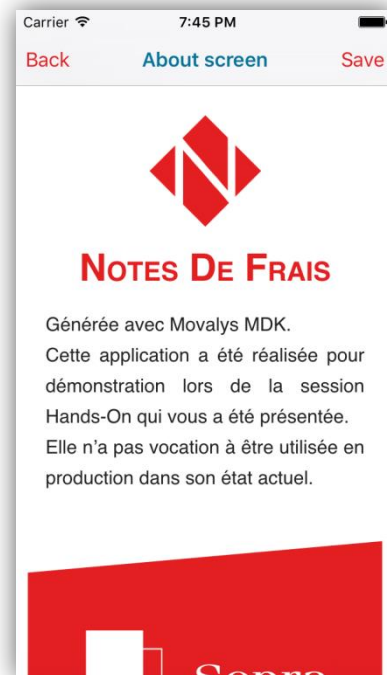 Carrier 7:45 PM
Back About screen Save
NOTES DE FRAIS
Générée avec Movalys MDK.
Cette application a été réalisée pour
démonstration lors de la session
Hands-On qui vous a été présentée.
Elle n'a pas vocation à être utilisée en
production dans son état actuel.
Sopra